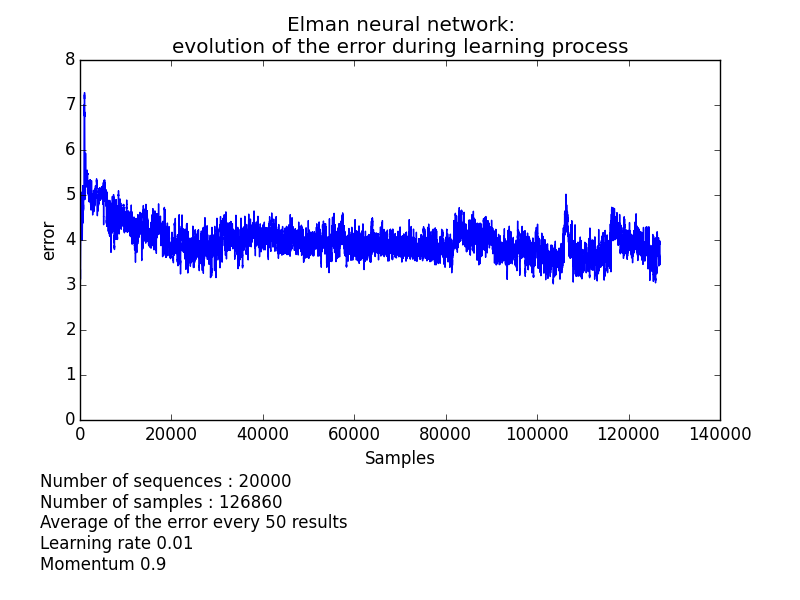 Elman neural network:
evolution of the error during learning process
8
7
6
5
4
3
2
1
0
error
0 20000 40000 60000 80000 100000 120000 140000
Samples
Number of sequences : 20000
Number of samples : 126860
Average of the error every 50 results
Learning rate 0.01
Momentum 0.9